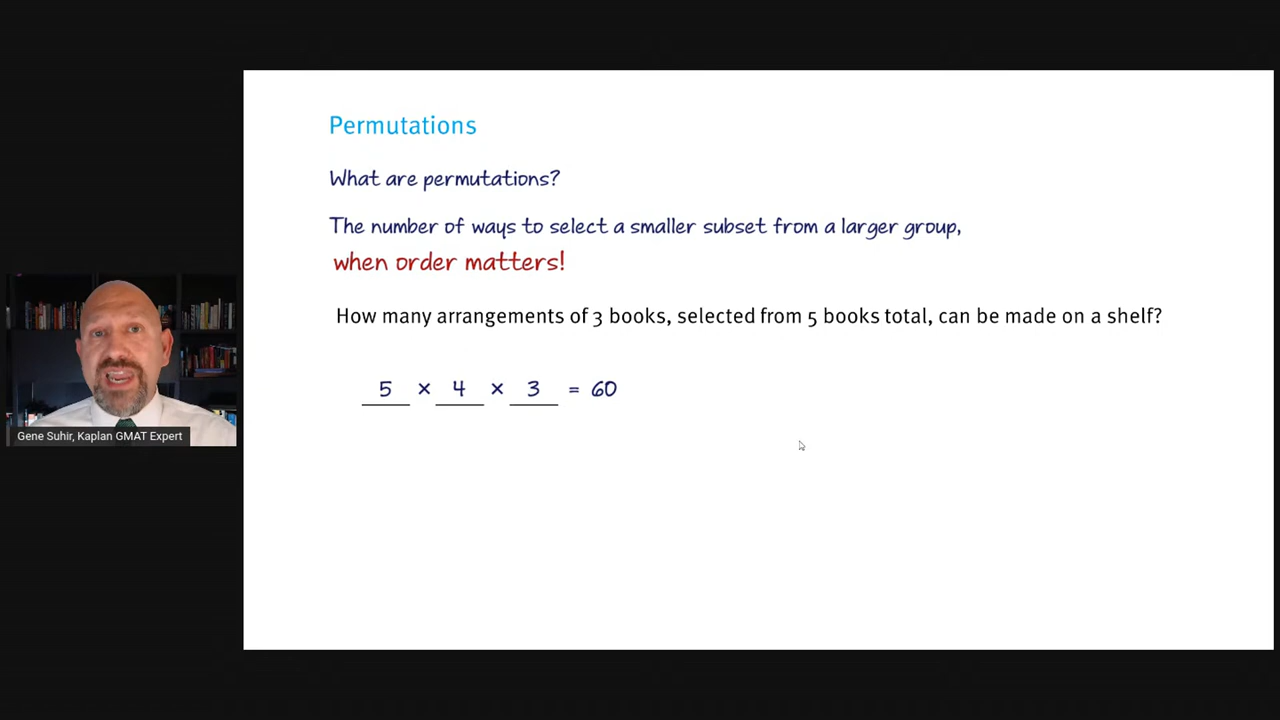 Permutations
What are permutations?
The number of ways to select a smaller subset from a larger group,
when order matters!
How many arrangements of 3 books, selected from 5 books total, can be made on a shelf?
5 × 4 × 3 = 60
Gene Suhir, Kaplan GMAT Expert